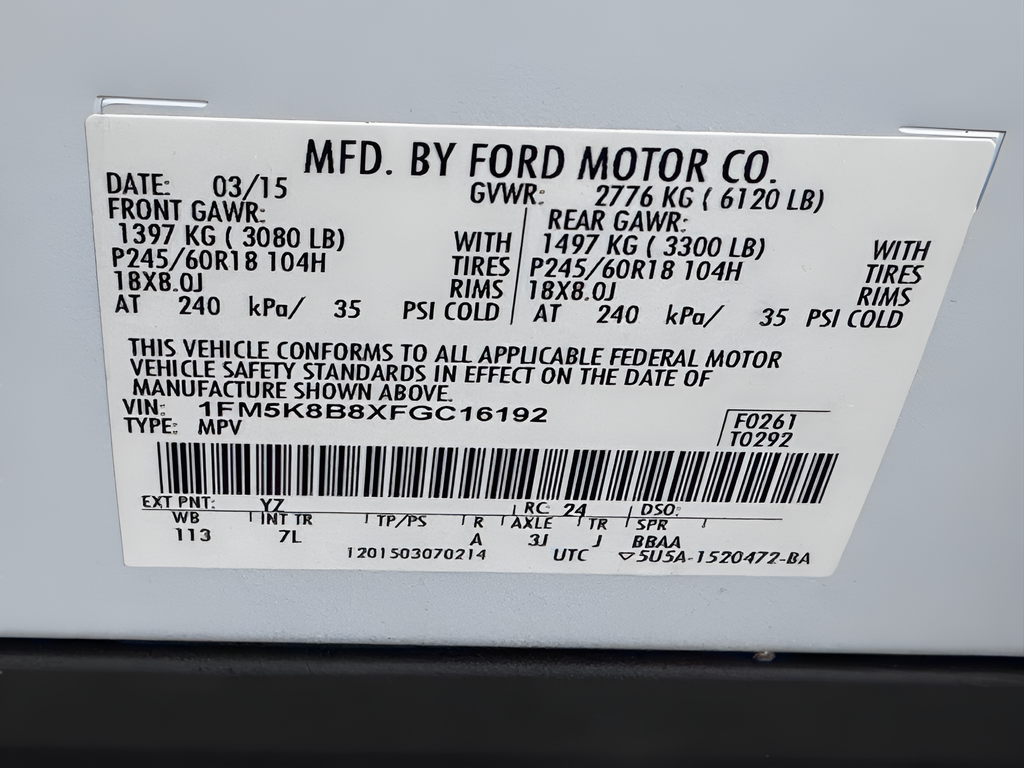 MFD. BY FORD MOTOR CO.
DATE: 03/15 GVWR: 2776 KG ( 6120 LB)
FRONT GAWR: REAR GAWR:
1397 KG ( 3080 LB) WITH 1497 KG ( 3300 LB) WITH
P245/60R18 104H TIRES P245/60R18 104H TIRES
18X8.0J RIMS 18X8.0J RIMS
AT 240 kPa/ 35 PSI COLD AT 240 kPa/ 35 PSI COLD
THIS VEHICLE CONFORMS TO ALL APPLICABLE FEDERAL MOTOR
VEHICLE SAFETY STANDARDS IN EFFECT ON THE DATE OF
MANUFACTURE SHOWN ABOVE.
VIN: 1FM5K8B8XFGC16192 F0261
TYPE: MPV T0292
EXT PNT: YZ RC: 24 DSO:
WB INT TR TP/PS R AXLE TR SPR
113 7L A 3J J BBAA
1201503070214 UTC ▽5U5A-1520472-BA